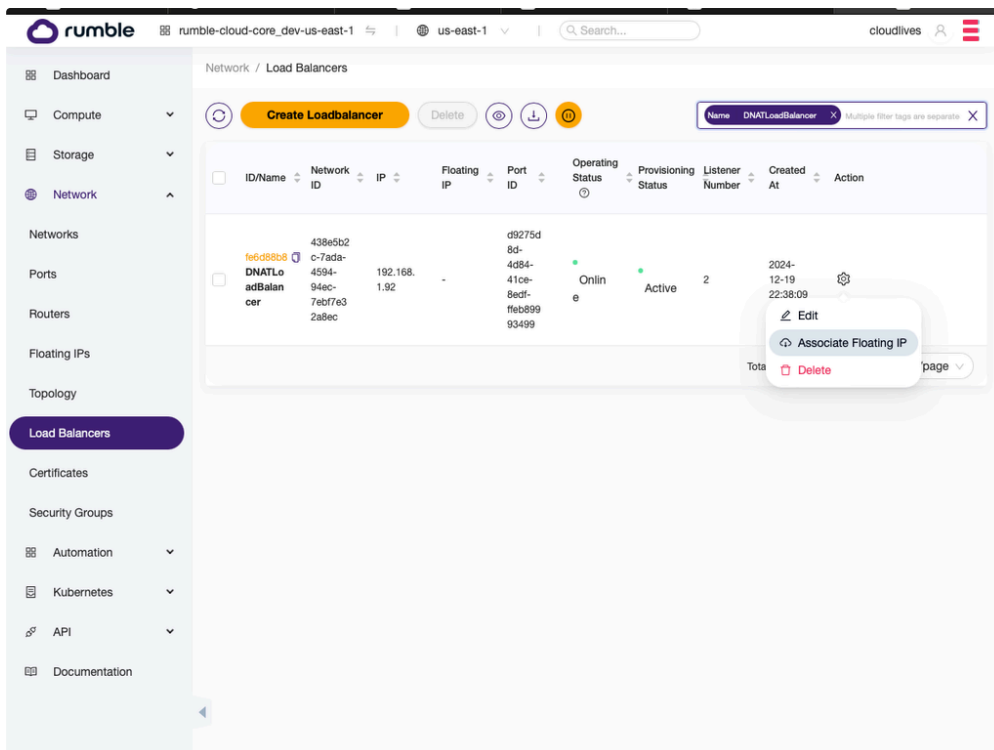 rumble
rumble-cloud-core_dev-us-east-1
us-east-1
Search...
cloudlives
Dashboard
Compute
Storage
Network
Networks
Ports
Routers
Floating IPs
Topology
Load Balancers
Certificates
Security Groups
Automation
Kubernetes
API
Documentation
Network / Load Balancers
Create Loadbalancer
Delete
Name DNATLoadBalancer X
Multiple filter tags are separate
ID/Name
Network
ID
IP
Floating
IP
Port
ID
Operating
Status
Provisioning
Status
Listener
Number
Created
At
Action
fe6d88b8
DNATLo
adBalan
cer
438e5b2
c-7ada-
4594-
94ec-
7ebf7e3
2a8ec
192.168.
1.92
-
d9275d
8d-
4d84-
41ce-
8edf-
ffeb899
93499
Onlin
e
Active
2
2024-
12-19
22:38:09
Edit
Associate Floating IP
Delete
Tota
/page